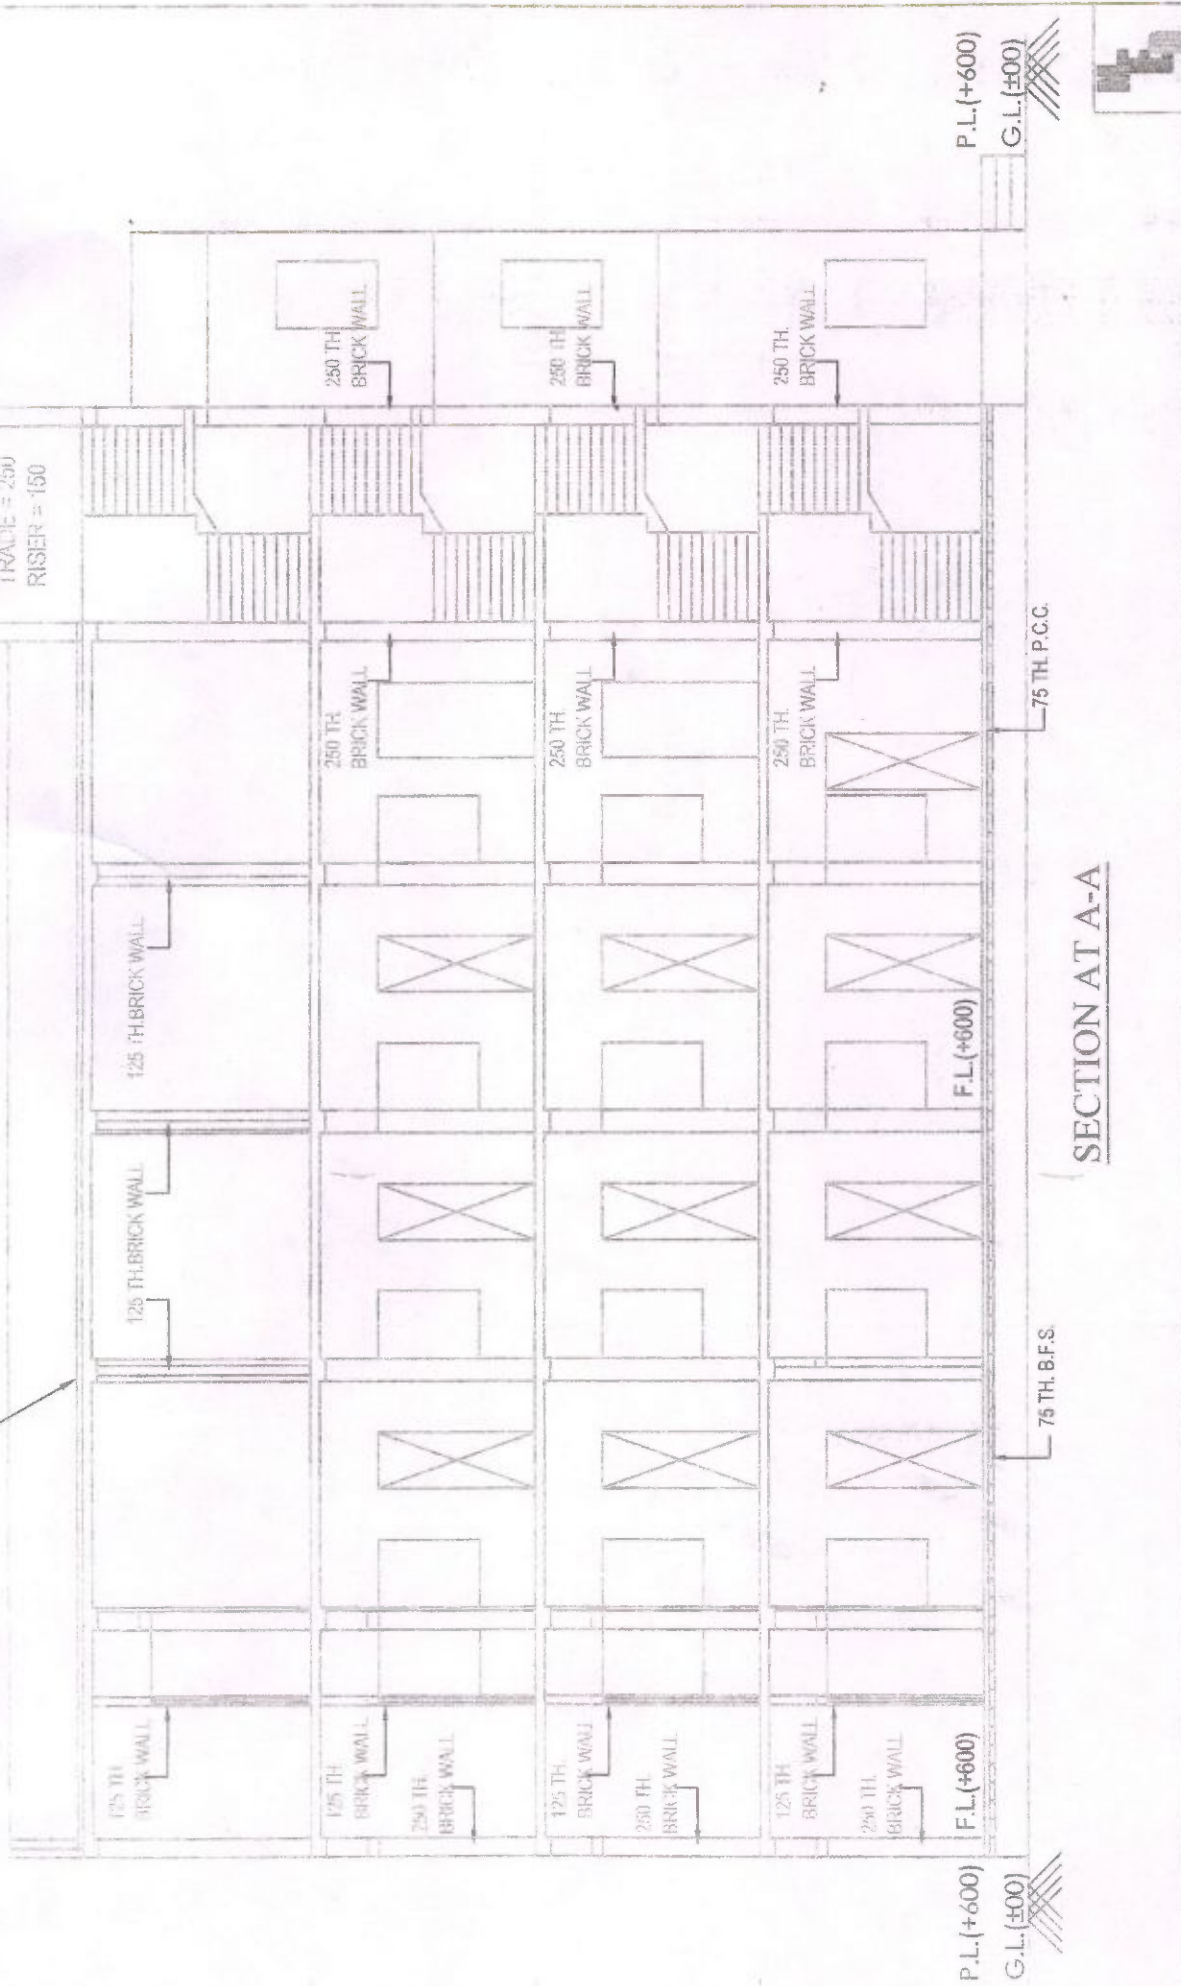 TRADE = 250
RISER = 150
125 TH.
BRICK WALL
125 TH.BRICK WALL
125 TH.BRICK WALL
125 TH.
BRICK WALL
250 TH.
BRICK WALL
250 TH.
BRICK WALL
250 TH.
BRICK WALL
125 TH.
BRICK WALL
250 TH.
BRICK WALL
250 TH.
BRICK WALL
250 TH.
BRICK WALL
125 TH.
BRICK WALL
250 TH.
BRICK WALL
250 TH.
BRICK WALL
250 TH.
BRICK WALL
P.L.(+600)
F.L.(+600)
F.L.(+600)
P.L.(+600)
G.L.(±00)
G.L.(±00)
75 TH. B.F.S.
75 TH. P.C.C.
SECTION AT A-A